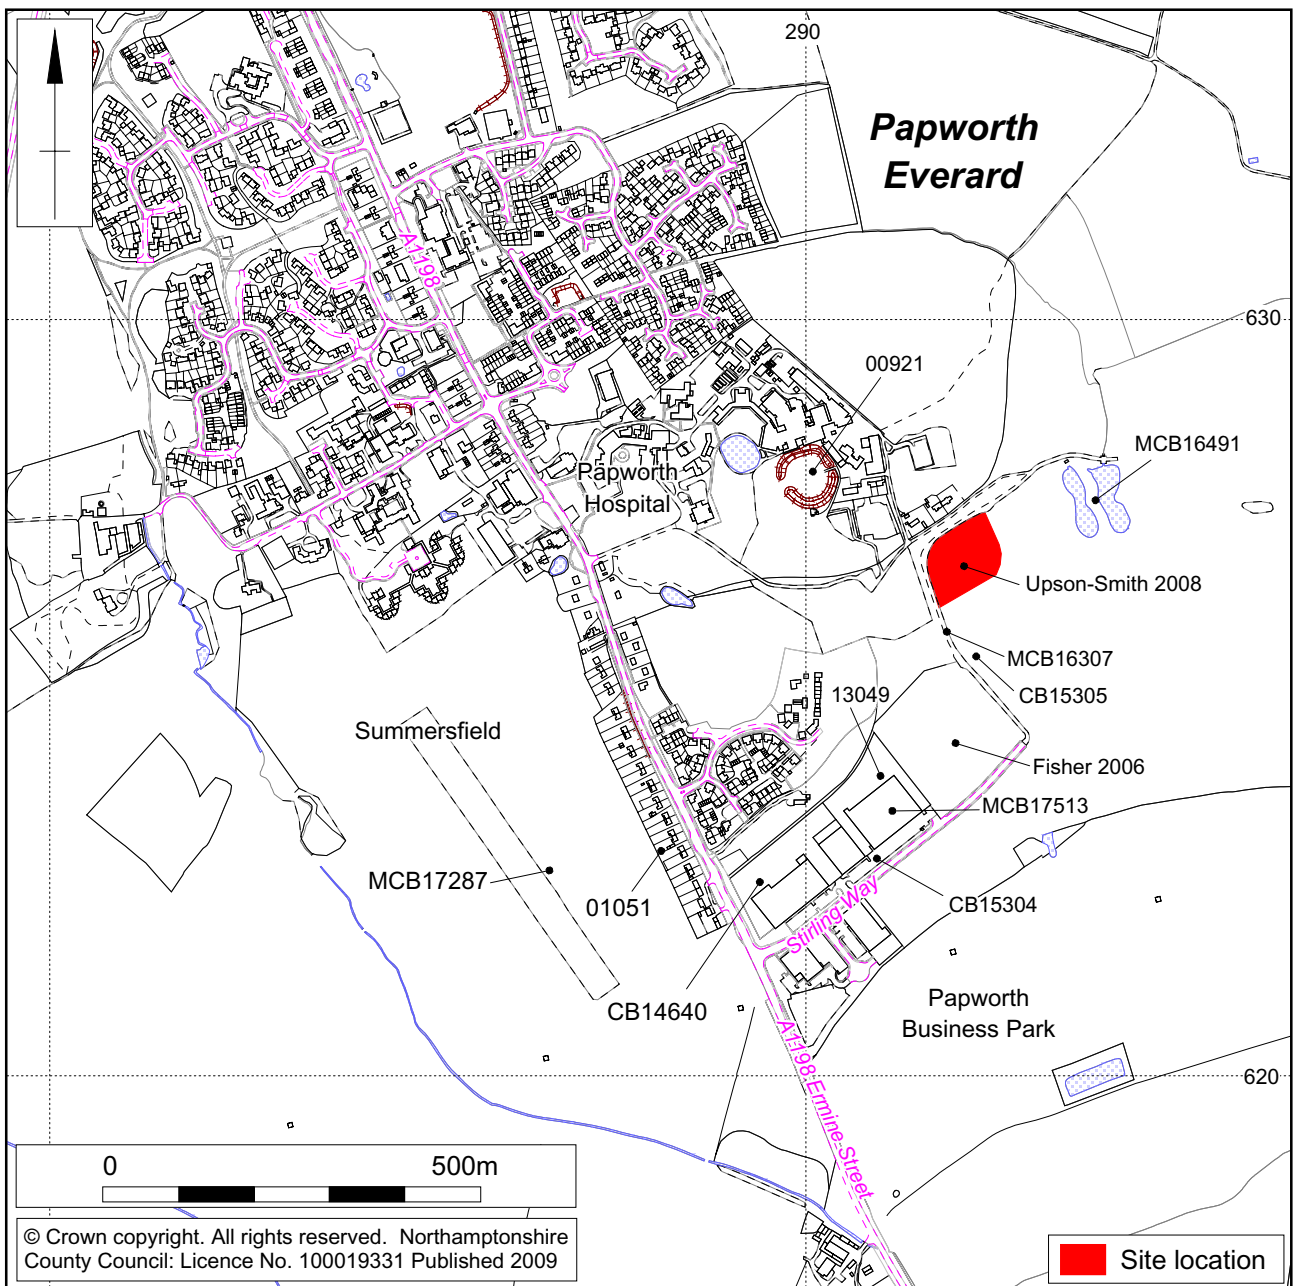 290
Papworth
Everard
A1198
630
00921
MCB16491
Papworth
Hospital
Upson-Smith 2008
MCB16307
CB15305
13049
Summersfield
Fisher 2006
MCB17513
MCB17287
01051
CB15304
Stirling Way
CB14640
Papworth
Business Park
A1198 Ermine Street
620
0 500m
© Crown copyright. All rights reserved. Northamptonshire
County Council: Licence No. 100019331 Published 2009
Site location